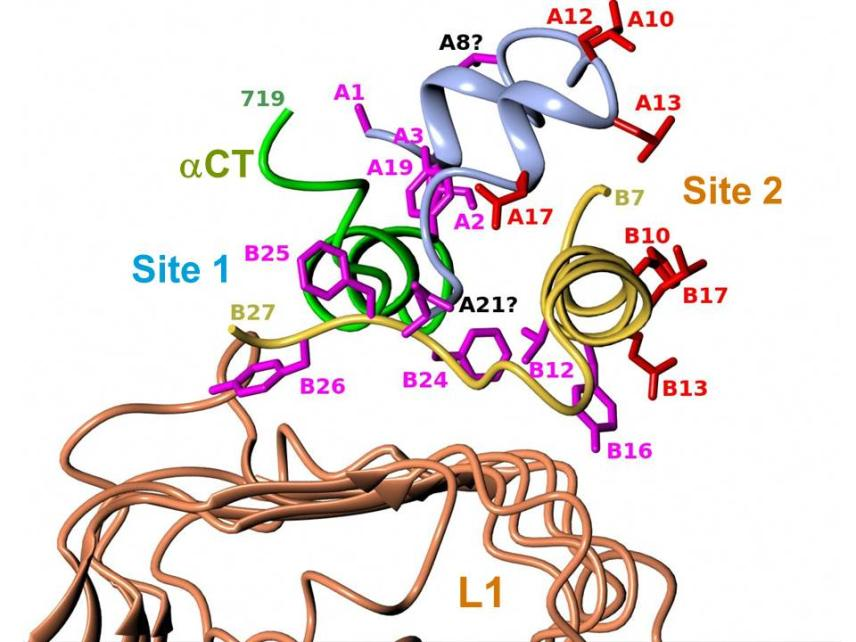 A12
A10
A8?
A1
719
A13
A3
αCT
A19
Site 2
B7
A2
A17
B10
B25
Site 1
B17
A21?
B27
B12
B24
B26
B13
B16
L1